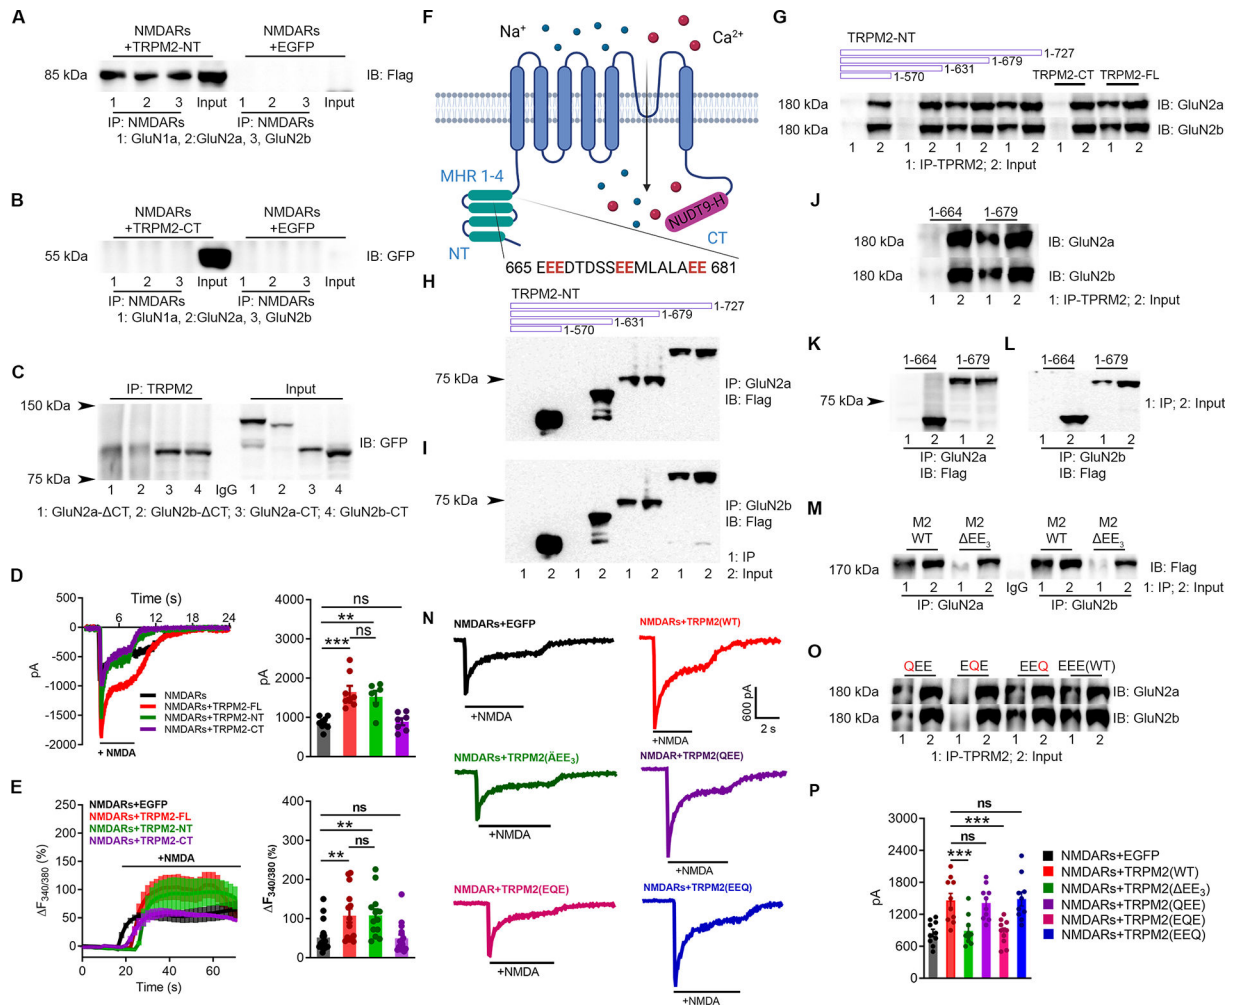 A
NMDARs
+TRPM2-NT
NMDARs
+EGFP
85 kDa
IB: Flag
1 2 3 Input 1 2 3 Input
IP: NMDARs IP: NMDARs
1: GluN1a, 2:GluN2a, 3, GluN2b
B
NMDARs
+TRPM2-CT
NMDARs
+EGFP
55 kDa
IB: GFP
1 2 3 Input 1 2 3 Input
IP: NMDARs IP: NMDARs
1: GluN1a, 2:GluN2a, 3, GluN2b
C
IP: TRPM2 Input
150 kDa
IB: GFP
75 kDa
1 2 3 4 IgG 1 2 3 4
1: GluN2a-ΔCT, 2: GluN2b-ΔCT; 3: GluN2a-CT; 4: GluN2b-CT
D
Time (s)
6 12 18 24
500
0
-500
-1000
-1500
-2000
pA
NMDARs
NMDARs+TRPM2-FL
NMDARs+TRPM2-NT
NMDARs+TRPM2-CT
+ NMDA
4000
3000
2000
1000
0
pA
ns
**
*** ns
E
NMDARs+EGFP
NMDARs+TRPM2-FL
NMDARs+TRPM2-NT
NMDARs+TRPM2-CT
+NMDA
250
200
150
100
50
0
ΔF340/380 (%)
0 20 40 60
Time (s)
400
300
200
100
0
ΔF340/380 (%)
ns
**
ns
**
F
Na+
Ca2+
MHR 1-4
NT
NUDT9-H
CT
665 EEEDTDSSEEMLALAEE 681
G
TRPM2-NT
1-727
1-679
1-631
1-570
TRPM2-CT TRPM2-FL
180 kDa IB: GluN2a
180 kDa IB: GluN2b
1 2 1 2 1 2 1 2 1 2 1 2
1: IP-TPRM2; 2: Input
H
TRPM2-NT
1-727
1-679
1-631
1-570
75 kDa
IP: GluN2a
IB: Flag
I
75 kDa
IP: GluN2b
IB: Flag
1: IP
1 2 1 2 1 2 1 2 2: Input
J
1-664 1-679
180 kDa IB: GluN2a
180 kDa IB: GluN2b
1 2 1 2 1: IP-TPRM2; 2: Input
K
1-664 1-679
75 kDa
1 2 1 2
IP: GluN2a
IB: Flag
L
1-664 1-679
1: IP; 2: Input
1 2 1 2
IP: GluN2b
IB: Flag
M
M2
WT
M2
ΔEE3
M2
WT
M2
ΔEE3
170 kDa
IB: Flag
1 2 1 2 IgG 1 2 1 2 1: IP; 2: Input
IP: GluN2a IP: GluN2b
N
NMDARs+EGFP
+NMDA
NMDARs+TRPM2(WT)
+NMDA
600 pA
2 s
NMDARs+TRPM2(ÄEE3)
+NMDA
NMDAR+TRPM2(QEE)
+NMDA
NMDAR+TRPM2(EQE)
+NMDA
NMDARs+TRPM2(EEQ)
+NMDA
O
QEE EQE EEQ EEE(WT)
180 kDa IB: GluN2a
180 kDa IB: GluN2b
1 2 1 2 1 2 1 2
1: IP-TPRM2; 2: Input
P
3000
2400
1800
1200
600
0
pA
ns
***
ns
***
NMDARs+EGFP
NMDARs+TRPM2(WT)
NMDARs+TRPM2(ΔEE3)
NMDARs+TRPM2(QEE)
NMDARs+TRPM2(EQE)
NMDARs+TRPM2(EEQ)